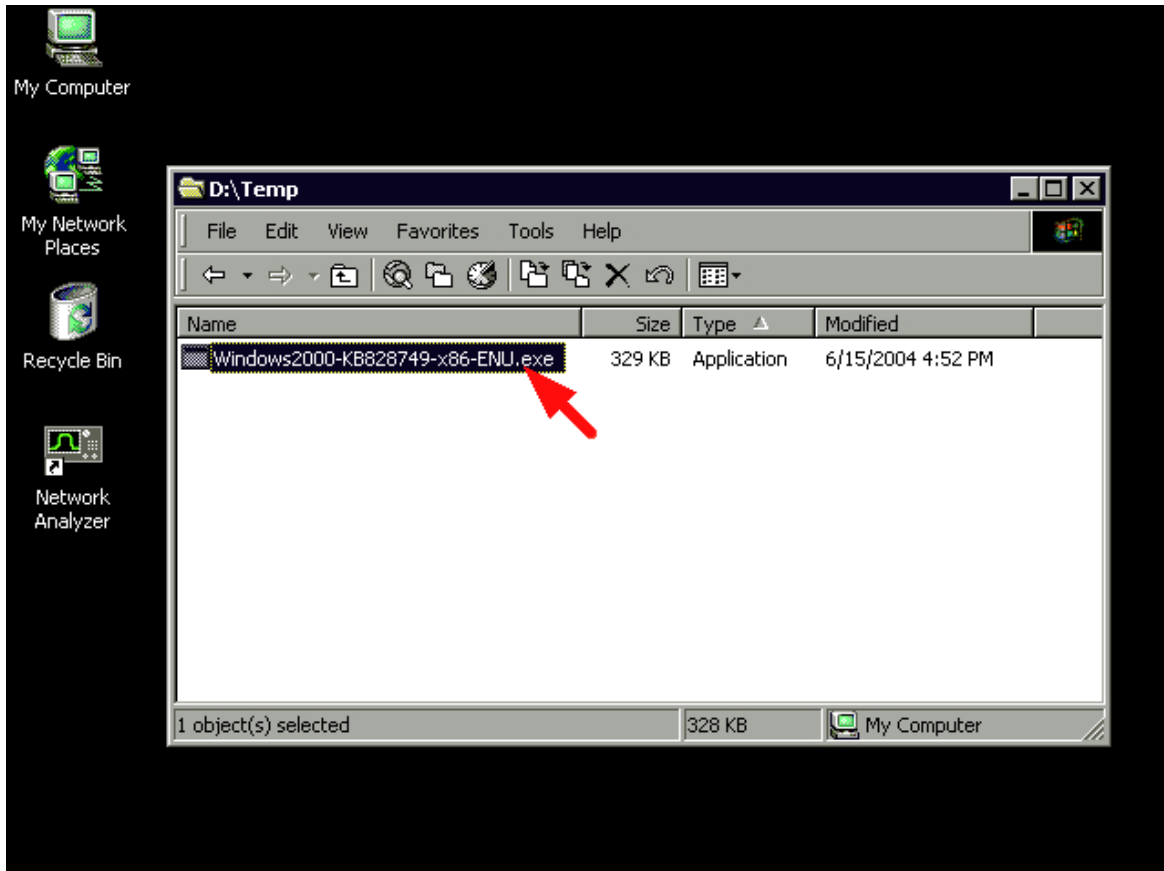 My Computer
My Network
Places
Recycle Bin
Network
Analyzer
D:\Temp
File Edit View Favorites Tools Help
Name Size Type Modified
Windows2000-KB828749-x86-ENU.exe 329 KB Application 6/15/2004 4:52 PM
1 object(s) selected 328 KB My Computer